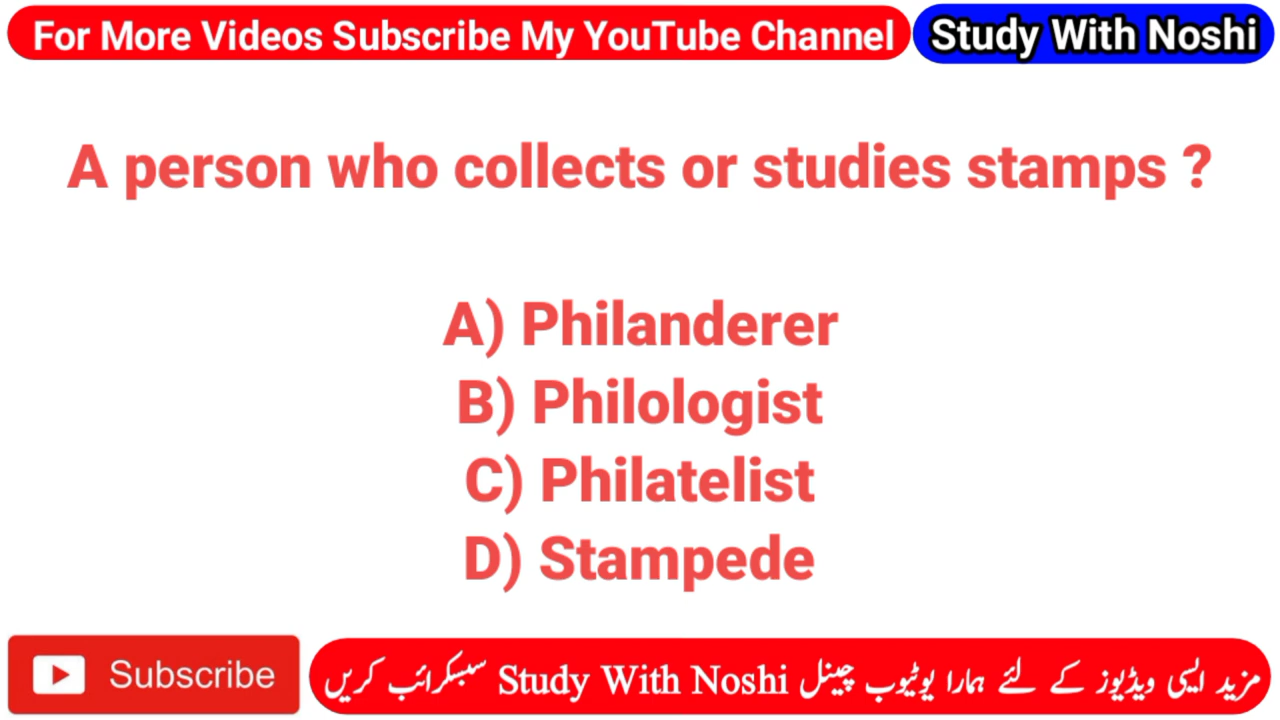 For More Videos Subscribe My YouTube Channel Study With Noshi
A person who collects or studies stamps ?
A) Philanderer
B) Philologist
C) Philatelist
D) Stampede
Subscribe
مزید ایسی ویڈیوز کے لئے ہمارا یوٹیوب چینل Study With Noshi سبسکرائب کریں